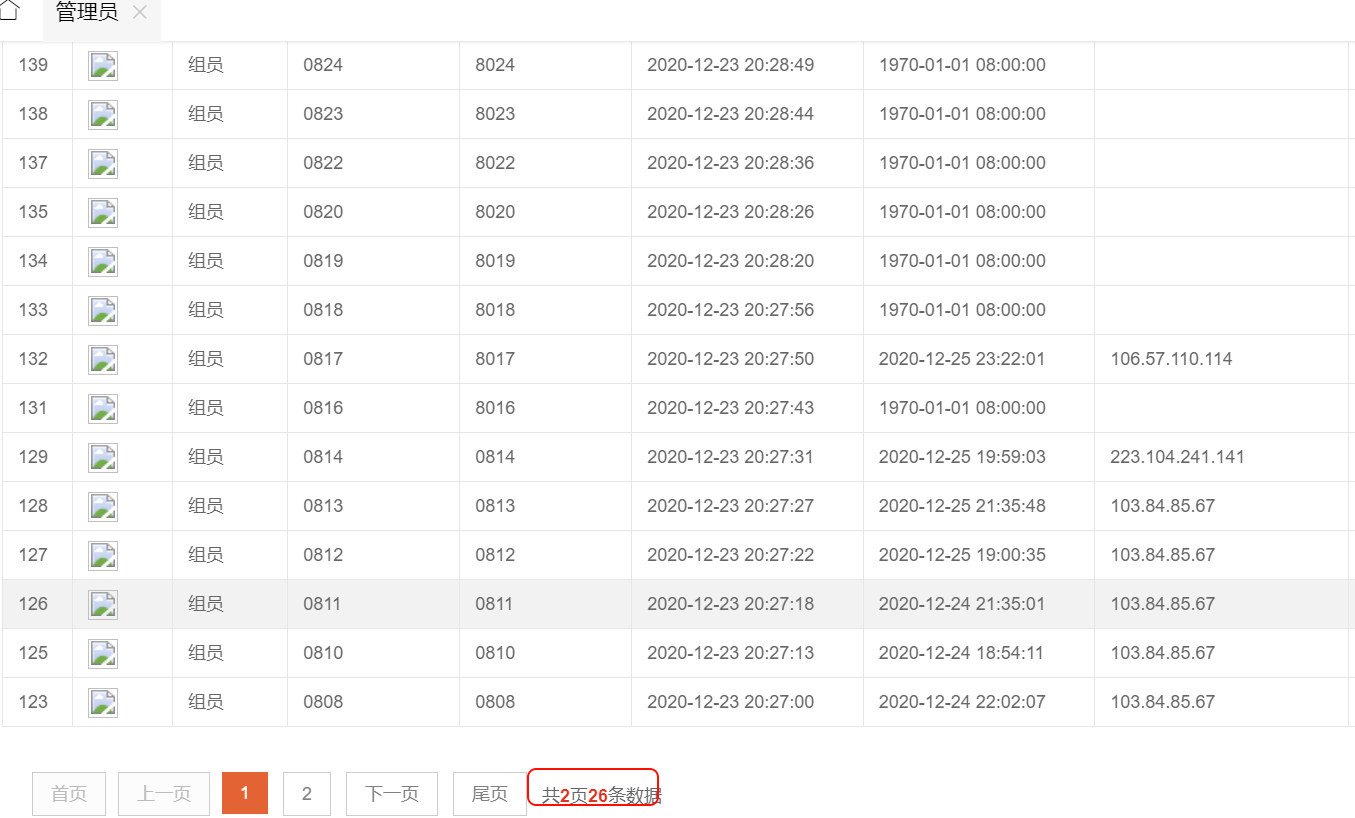 管理员
139 组员 0824 8024 2020-12-23 20:28:49 1970-01-01 08:00:00
138 组员 0823 8023 2020-12-23 20:28:44 1970-01-01 08:00:00
137 组员 0822 8022 2020-12-23 20:28:36 1970-01-01 08:00:00
135 组员 0820 8020 2020-12-23 20:28:26 1970-01-01 08:00:00
134 组员 0819 8019 2020-12-23 20:28:20 1970-01-01 08:00:00
133 组员 0818 8018 2020-12-23 20:27:56 1970-01-01 08:00:00
132 组员 0817 8017 2020-12-23 20:27:50 2020-12-25 23:22:01 106.57.110.114
131 组员 0816 8016 2020-12-23 20:27:43 1970-01-01 08:00:00
129 组员 0814 0814 2020-12-23 20:27:31 2020-12-25 19:59:03 223.104.241.141
128 组员 0813 0813 2020-12-23 20:27:27 2020-12-25 21:35:48 103.84.85.67
127 组员 0812 0812 2020-12-23 20:27:22 2020-12-25 19:00:35 103.84.85.67
126 组员 0811 0811 2020-12-23 20:27:18 2020-12-24 21:35:01 103.84.85.67
125 组员 0810 0810 2020-12-23 20:27:13 2020-12-24 18:54:11 103.84.85.67
123 组员 0808 0808 2020-12-23 20:27:00 2020-12-24 22:02:07 103.84.85.67
首页 上一页 1 2 下一页 尾页 共2页26条数据